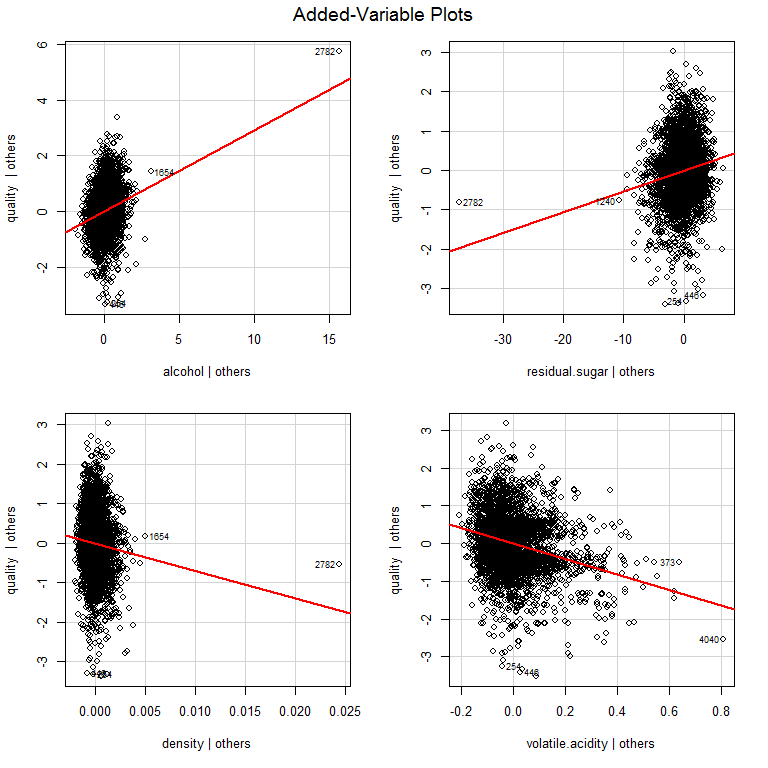 Added-Variable Plots
quality | others
-2 0 2 4 6
2782
1654
0 5 10 15
alcohol | others
quality | others
-3 -2 -1 0 1 2 3
2782
1240
254
446
-30 -20 -10 0
residual.sugar | others
quality | others
-3 -2 -1 0 1 2 3
1654
2782
0.000 0.005 0.010 0.015 0.020 0.025
density | others
quality | others
-3 -2 -1 0 1 2 3
373
4040
254
446
-0.2 0.0 0.2 0.4 0.6 0.8
volatile.acidity | others